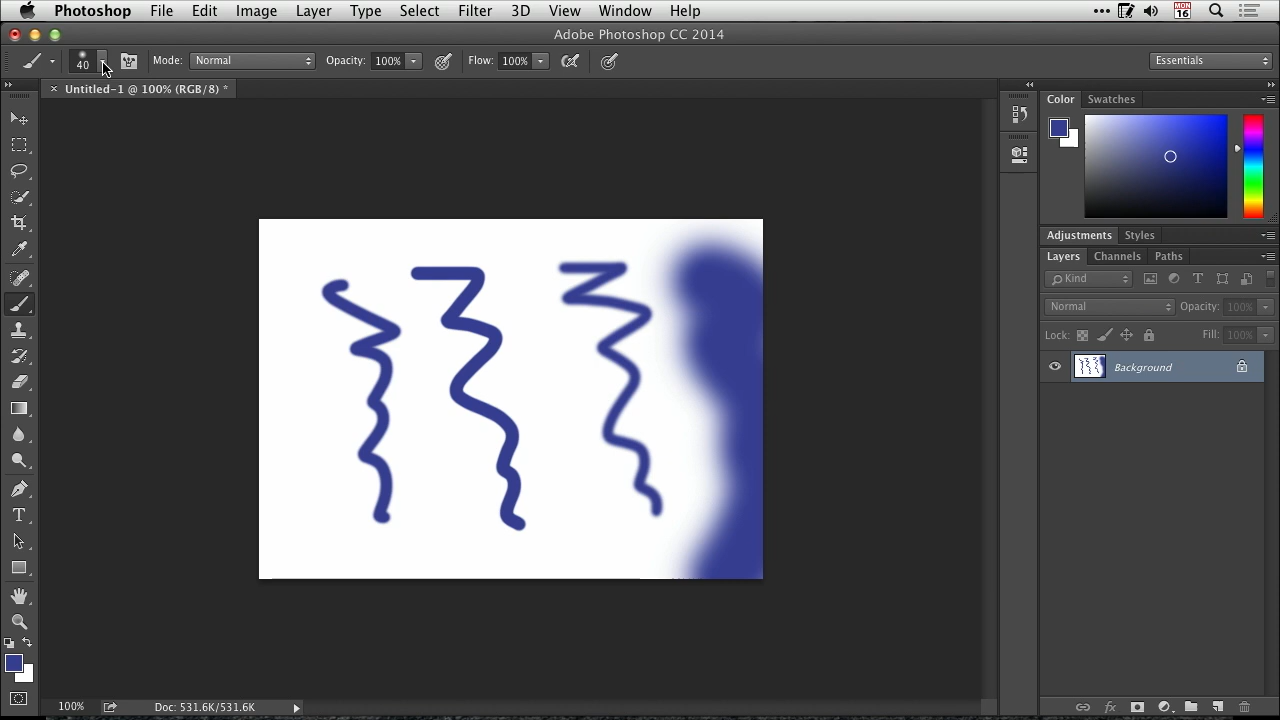 Photoshop File Edit Image Layer Type Select Filter 3D View Window Help MON 16
Adobe Photoshop CC 2014
40 Mode: Normal Opacity: 100% Flow: 100% Essentials
× Untitled-1 @ 100% (RGB/8) *
Color Swatches
Adjustments Styles
Layers Channels Paths
Kind T
Normal Opacity: 100%
Lock: Fill: 100%
Background
T
100% Doc: 531.6K/531.6K
fx